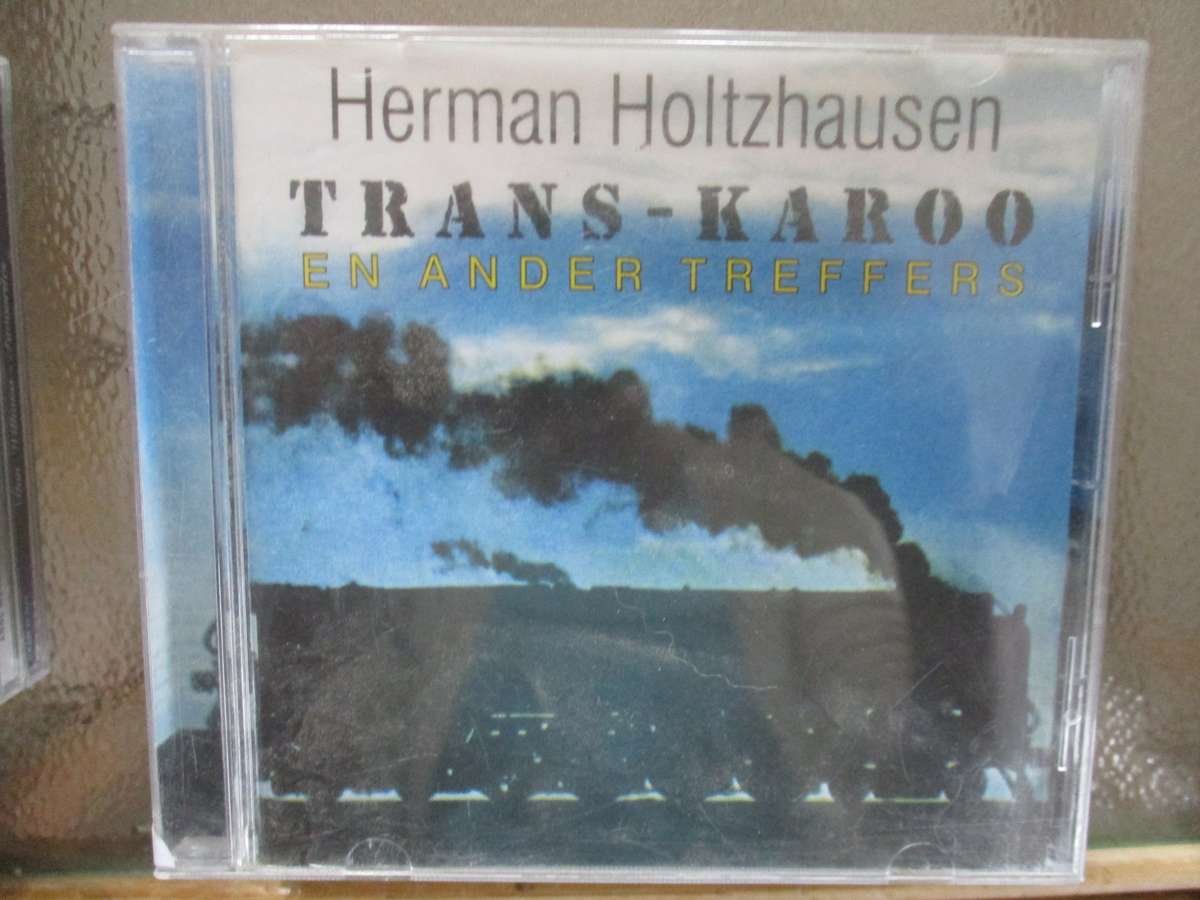 Herman Holtzhausen
TRANS-KAROO
EN ANDER TREFFERS